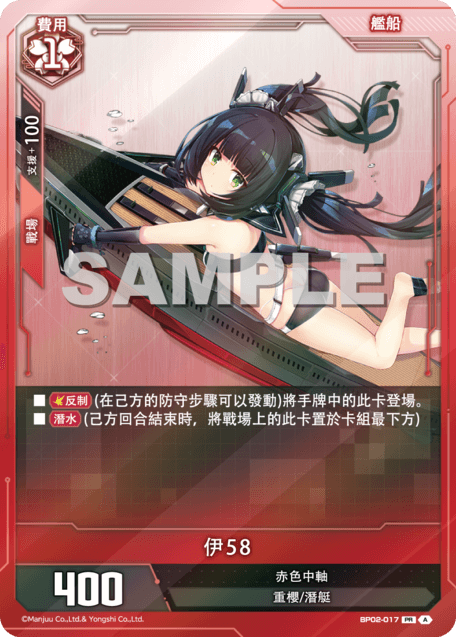 費用
1
艦船
支援+100
戰場
SAMPLE
■ 反制 (在己方的防守步驟可以發動)將手牌中的此卡登場。
■ 潛水 (己方回合結束時，將戰場上的此卡置於卡組最下方)
伊58
400
赤色中軸
重櫻/潛艇
©Manjuu Co.,Ltd.& Yongshi Co.,Ltd.
BP02-017 PR A